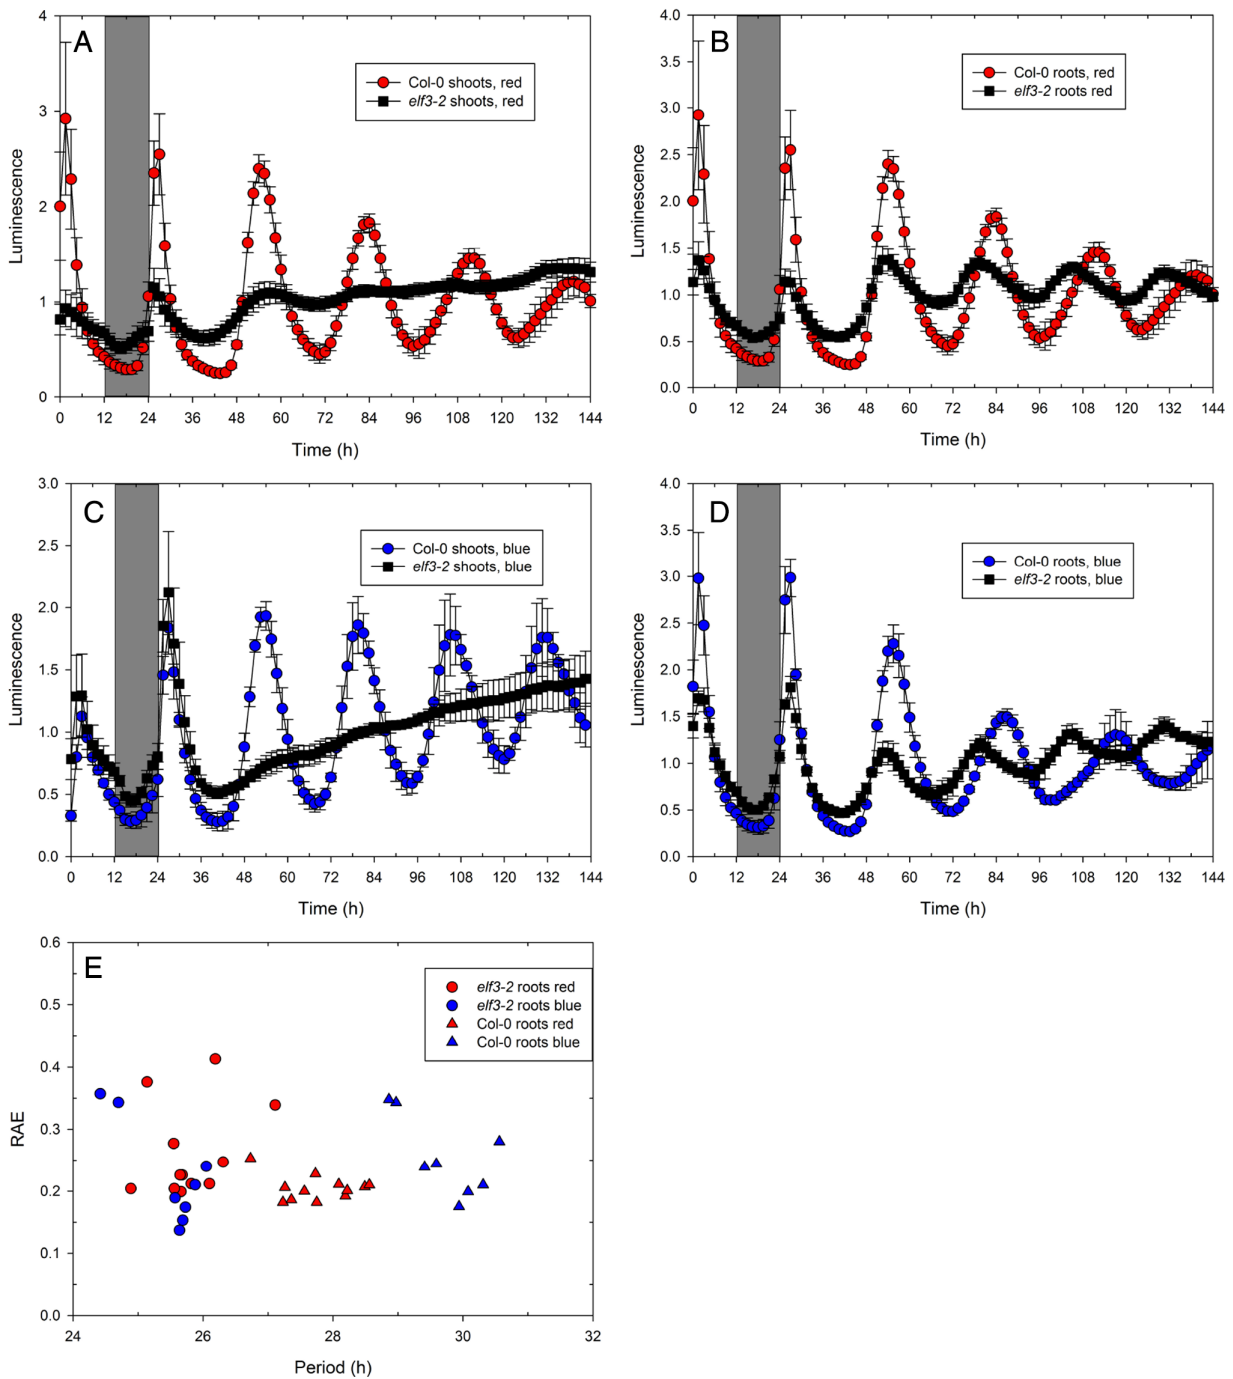 A
Col-0 shoots, red
elf3-2 shoots, red
Luminescence
4
3
2
1
0
0 12 24 36 48 60 72 84 96 108 120 132 144
Time (h)
B
Col-0 roots, red
elf3-2 roots red
Luminescence
4.0
3.5
3.0
2.5
2.0
1.5
1.0
0.5
0.0
0 12 24 36 48 60 72 84 96 108 120 132 144
Time (h)
C
Col-0 shoots, blue
elf3-2 shoots, blue
Luminescence
3.0
2.5
2.0
1.5
1.0
0.5
0.0
0 12 24 36 48 60 72 84 96 108 120 132 144
Time (h)
D
Col-0 roots, blue
elf3-2 roots, blue
Luminescence
4.0
3.5
3.0
2.5
2.0
1.5
1.0
0.5
0.0
0 12 24 36 48 60 72 84 96 108 120 132 144
Time (h)
E
elf3-2 roots red
elf3-2 roots blue
Col-0 roots red
Col-0 roots blue
RAE
0.6
0.5
0.4
0.3
0.2
0.1
0.0
24 26 28 30 32
Period (h)